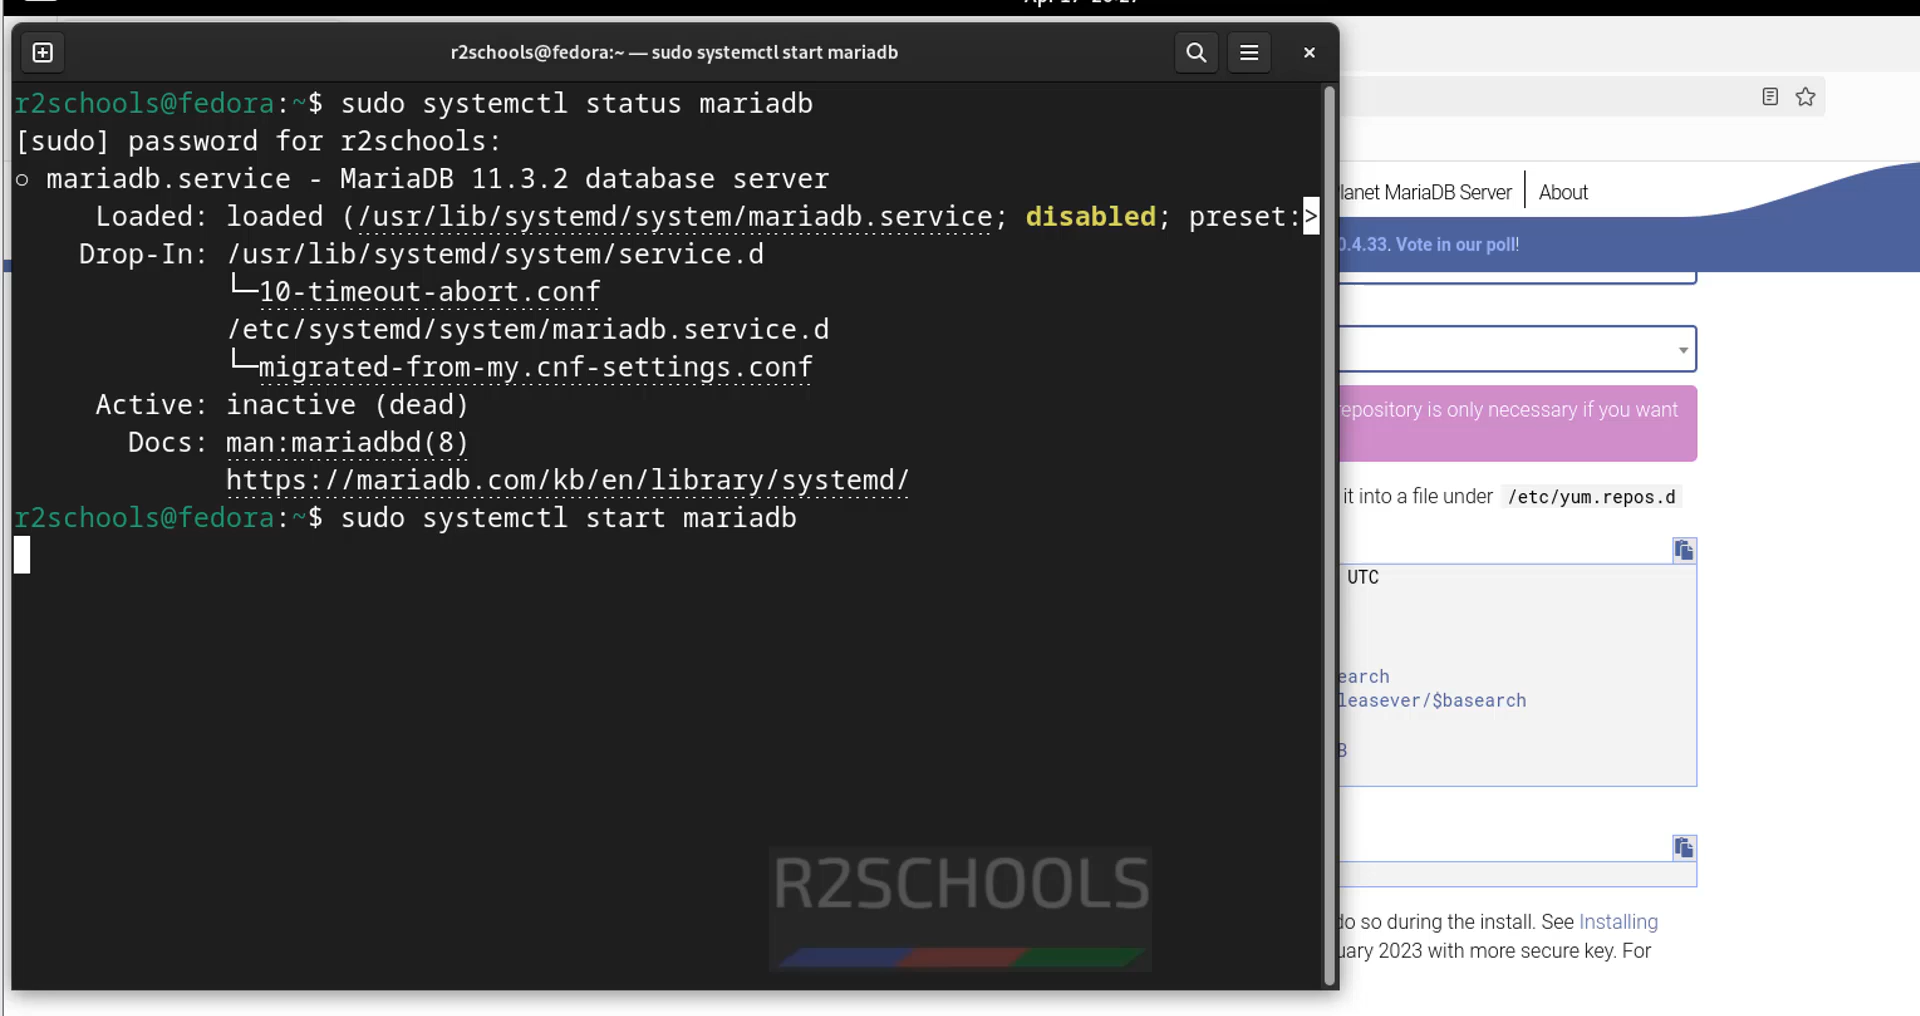 r2schools@fedora:~ — sudo systemctl start mariadb
r2schools@fedora:~$ sudo systemctl status mariadb
[sudo] password for r2schools:
○ mariadb.service - MariaDB 11.3.2 database server
Loaded: loaded (/usr/lib/systemd/system/mariadb.service; disabled; preset:>
Drop-In: /usr/lib/systemd/system/service.d
└─10-timeout-abort.conf
/etc/systemd/system/mariadb.service.d
└─migrated-from-my.cnf-settings.conf
Active: inactive (dead)
Docs: man:mariadbd(8)
https://mariadb.com/kb/en/library/systemd/
r2schools@fedora:~$ sudo systemctl start mariadb
R2SCHOOLS
MariaDB Server
About
0.4.33. Vote in our poll!
repository is only necessary if you want
it into a file under /etc/yum.repos.d
UTC
earch
leasever/$basearch
do so during the install. See Installing
uary 2023 with more secure key. For